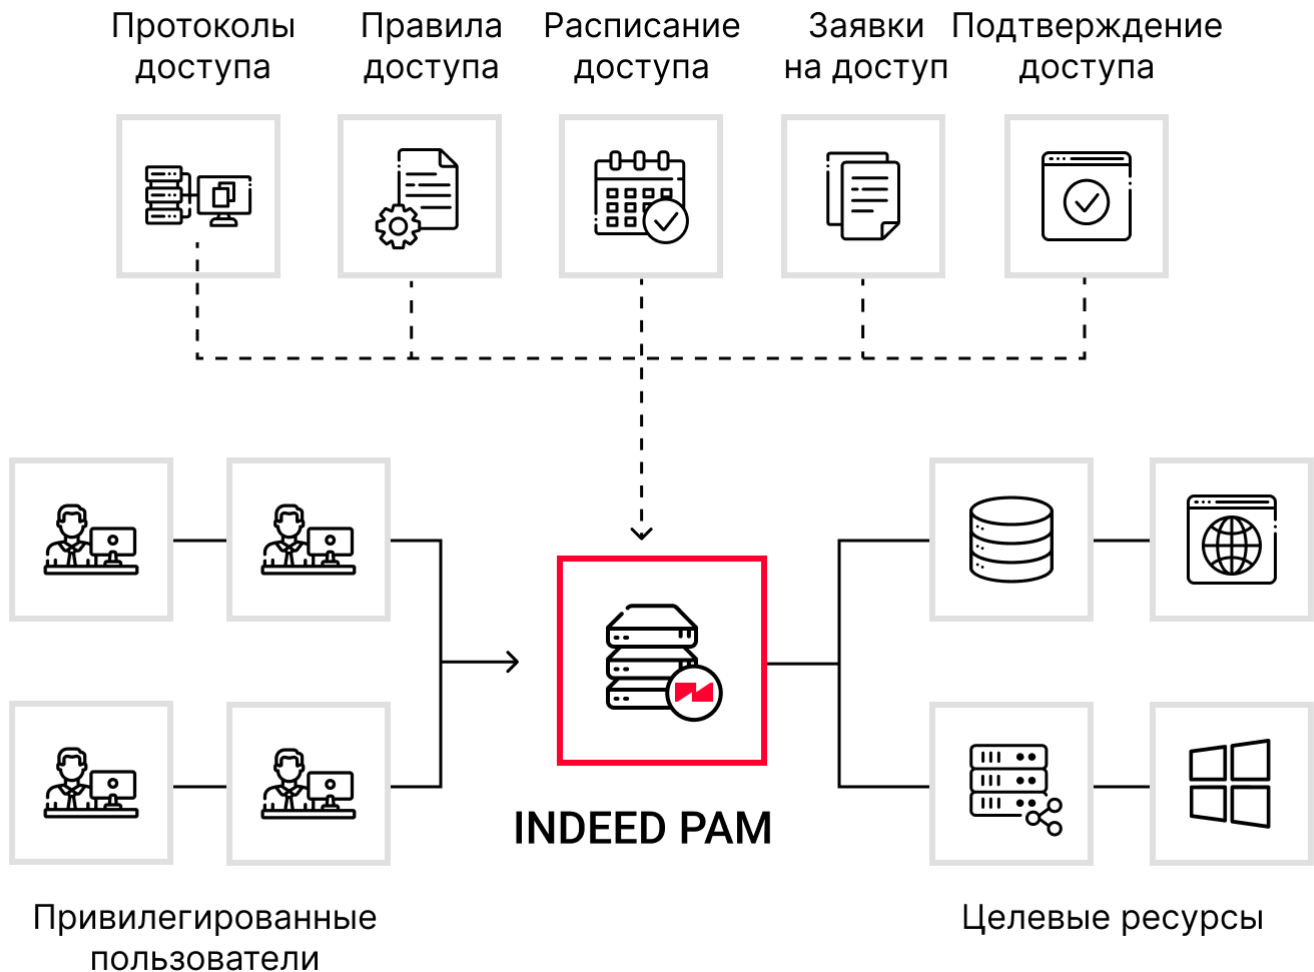 Протоколы
доступа
Правила
доступа
Расписание
доступа
Заявки
на доступ
Подтверждение
доступа
INDEED PAM
Привилегированные
пользователи
Целевые ресурсы